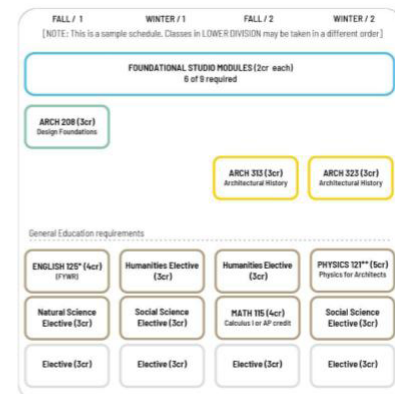 FALL / 1 WINTER / 1 FALL / 2 WINTER / 2
[NOTE: This is a sample schedule. Classes in LOWER DIVISION may be taken in a different order]
FOUNDATIONAL STUDIO MODULES (2cr each)
6 of 9 required
ARCH 208 (3cr)
Design Foundations
ARCH 313 (3cr)
Architectural History
ARCH 323 (3cr)
Architectural History
General Education requirements
ENGLISH 125* (4cr)
(FYWR)
Humanities Elective
(3cr)
Humanities Elective
(3cr)
PHYSICS 121** (5cr)
Physics for Architects
Natural Science
Elective (3cr)
Social Science
Elective (3cr)
MATH 115 (4cr)
Calculus I or AP credit
Social Science
Elective (3cr)
Elective (3cr)
Elective (3cr)
Elective (3cr)
Elective (3cr)